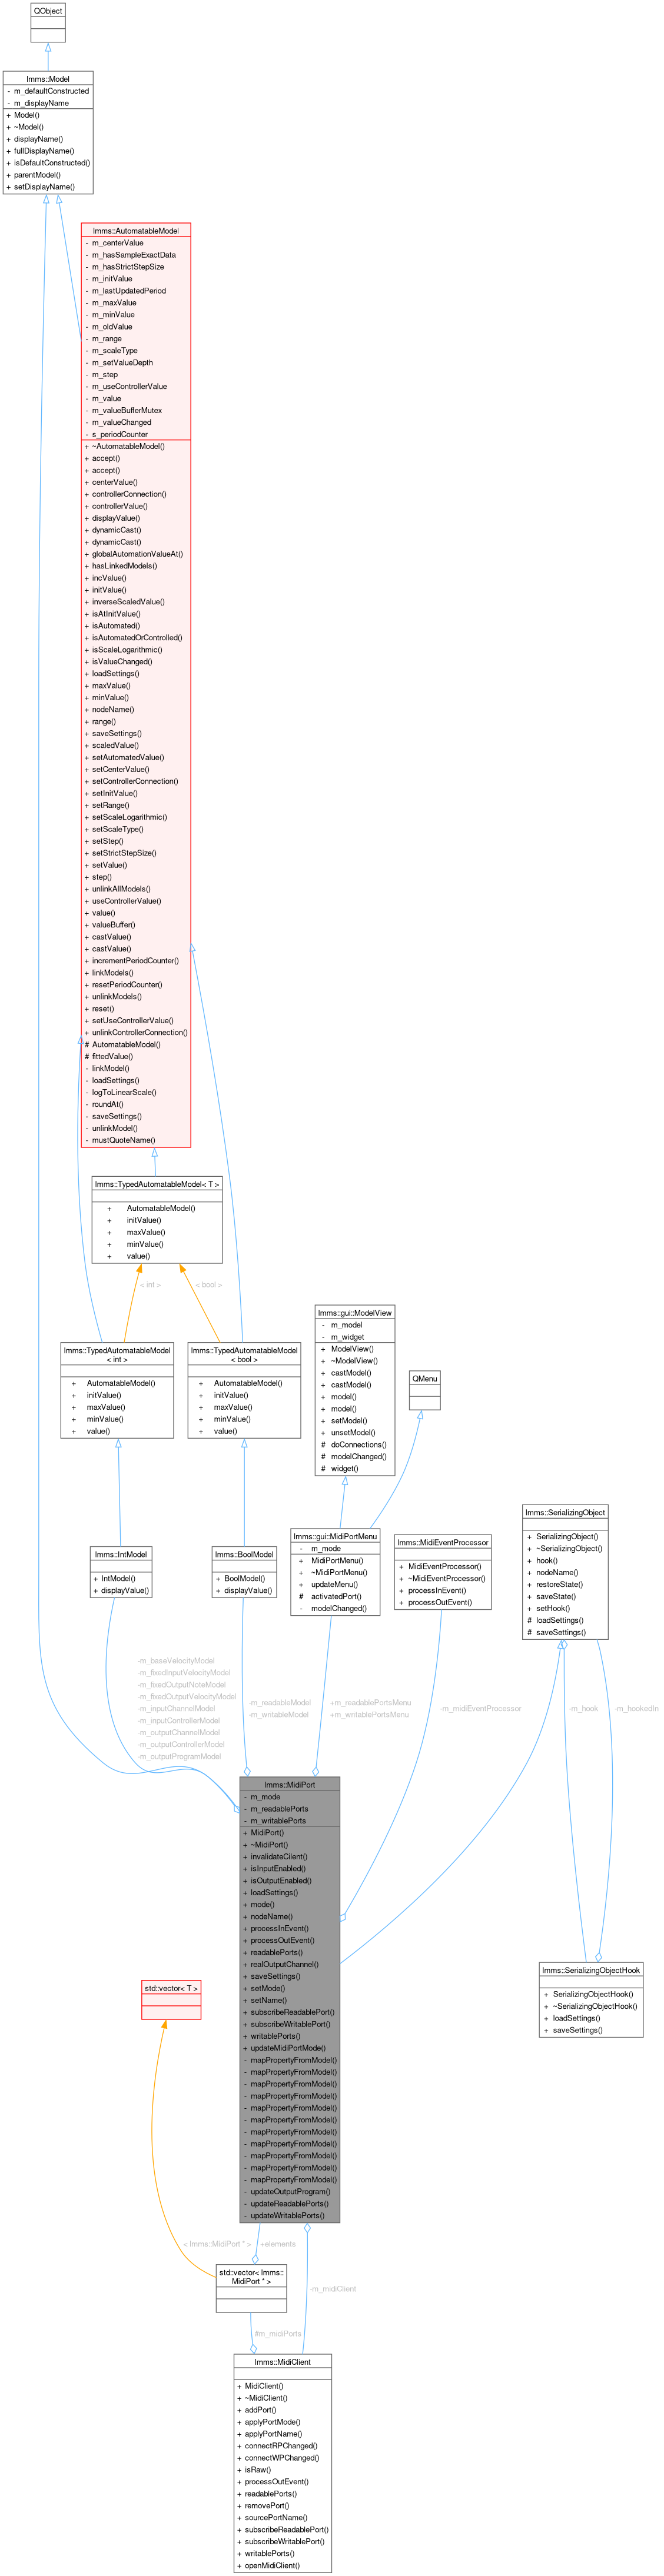 QObject
lmms::Model
- m_defaultConstructed
- m_displayName
+ Model()
+ ~Model()
+ displayName()
+ fullDisplayName()
+ isDefaultConstructed()
+ parentModel()
+ setDisplayName()
lmms::AutomatableModel
- m_centerValue
- m_hasSampleExactData
- m_hasStrictStepSize
- m_initValue
- m_lastUpdatedPeriod
- m_maxValue
- m_minValue
- m_oldValue
- m_range
- m_scaleType
- m_setValueDepth
- m_step
- m_useControllerValue
- m_value
- m_valueBufferMutex
- m_valueChanged
- s_periodCounter
+ ~AutomatableModel()
+ accept()
+ accept()
+ centerValue()
+ controllerConnection()
+ controllerValue()
+ displayValue()
+ dynamicCast()
+ dynamicCast()
+ globalAutomationValueAt()
+ hasLinkedModels()
+ incValue()
+ initValue()
+ inverseScaledValue()
+ isAtInitValue()
+ isAutomated()
+ isAutomatedOrControlled()
+ isScaleLogarithmic()
+ isValueChanged()
+ loadSettings()
+ maxValue()
+ minValue()
+ nodeName()
+ range()
+ saveSettings()
+ scaledValue()
+ setAutomatedValue()
+ setCenterValue()
+ setControllerConnection()
+ setInitValue()
+ setRange()
+ setScaleLogarithmic()
+ setScaleType()
+ setStep()
+ setStrictStepSize()
+ setValue()
+ step()
+ unlinkAllModels()
+ useControllerValue()
+ value()
+ valueBuffer()
+ castValue()
+ castValue()
+ incrementPeriodCounter()
+ linkModels()
+ resetPeriodCounter()
+ unlinkModels()
+ reset()
+ setUseControllerValue()
+ unlinkControllerConnection()
# AutomatableModel()
# fittedValue()
- linkModel()
- loadSettings()
- logToLinearScale()
- roundAt()
- saveSettings()
- unlinkModel()
- mustQuoteName()
lmms::TypedAutomatableModel< T >
+ AutomatableModel()
+ initValue()
+ maxValue()
+ minValue()
+ value()
< int >
< bool >
lmms::TypedAutomatableModel
< int >
+ AutomatableModel()
+ initValue()
+ maxValue()
+ minValue()
+ value()
lmms::TypedAutomatableModel
< bool >
+ AutomatableModel()
+ initValue()
+ maxValue()
+ minValue()
+ value()
lmms::gui::ModelView
- m_model
- m_widget
+ ModelView()
+ ~ModelView()
+ castModel()
+ castModel()
+ model()
+ model()
+ setModel()
+ unsetModel()
# doConnections()
# modelChanged()
# widget()
QMenu
lmms::IntModel
+ IntModel()
+ displayValue()
lmms::BoolModel
+ BoolModel()
+ displayValue()
lmms::gui::MidiPortMenu
- m_mode
+ MidiPortMenu()
+ ~MidiPortMenu()
+ updateMenu()
# activatedPort()
- modelChanged()
lmms::MidiEventProcessor
+ MidiEventProcessor()
+ ~MidiEventProcessor()
+ processInEvent()
+ processOutEvent()
lmms::SerializingObject
+ SerializingObject()
+ ~SerializingObject()
+ hook()
+ nodeName()
+ restoreState()
+ saveState()
+ setHook()
# loadSettings()
# saveSettings()
-m_baseVelocityModel
-m_fixedInputVelocityModel
-m_fixedOutputNoteModel
-m_fixedOutputVelocityModel
-m_inputChannelModel
-m_inputControllerModel
-m_outputChannelModel
-m_outputControllerModel
-m_outputProgramModel
-m_readableModel
-m_writableModel
+m_readablePortsMenu
+m_writablePortsMenu
-m_midiEventProcessor
-m_hook
-m_hookedIn
lmms::MidiPort
- m_mode
- m_readablePorts
- m_writablePorts
+ MidiPort()
+ ~MidiPort()
+ invalidateCilent()
+ isInputEnabled()
+ isOutputEnabled()
+ loadSettings()
+ mode()
+ nodeName()
+ processInEvent()
+ processOutEvent()
+ readablePorts()
+ realOutputChannel()
+ saveSettings()
+ setMode()
+ setName()
+ subscribeReadablePort()
+ subscribeWritablePort()
+ writablePorts()
+ updateMidiPortMode()
- mapPropertyFromModel()
- mapPropertyFromModel()
- mapPropertyFromModel()
- mapPropertyFromModel()
- mapPropertyFromModel()
- mapPropertyFromModel()
- mapPropertyFromModel()
- mapPropertyFromModel()
- mapPropertyFromModel()
- mapPropertyFromModel()
- mapPropertyFromModel()
- updateOutputProgram()
- updateReadablePorts()
- updateWritablePorts()
lmms::SerializingObjectHook
+ SerializingObjectHook()
+ ~SerializingObjectHook()
+ loadSettings()
+ saveSettings()
std::vector< T >
< lmms::MidiPort * >
+elements
std::vector< lmms::
MidiPort * >
-m_midiClient
#m_midiPorts
lmms::MidiClient
+ MidiClient()
+ ~MidiClient()
+ addPort()
+ applyPortMode()
+ applyPortName()
+ connectRPChanged()
+ connectWPChanged()
+ isRaw()
+ processOutEvent()
+ readablePorts()
+ removePort()
+ sourcePortName()
+ subscribeReadablePort()
+ subscribeWritablePort()
+ writablePorts()
+ openMidiClient()